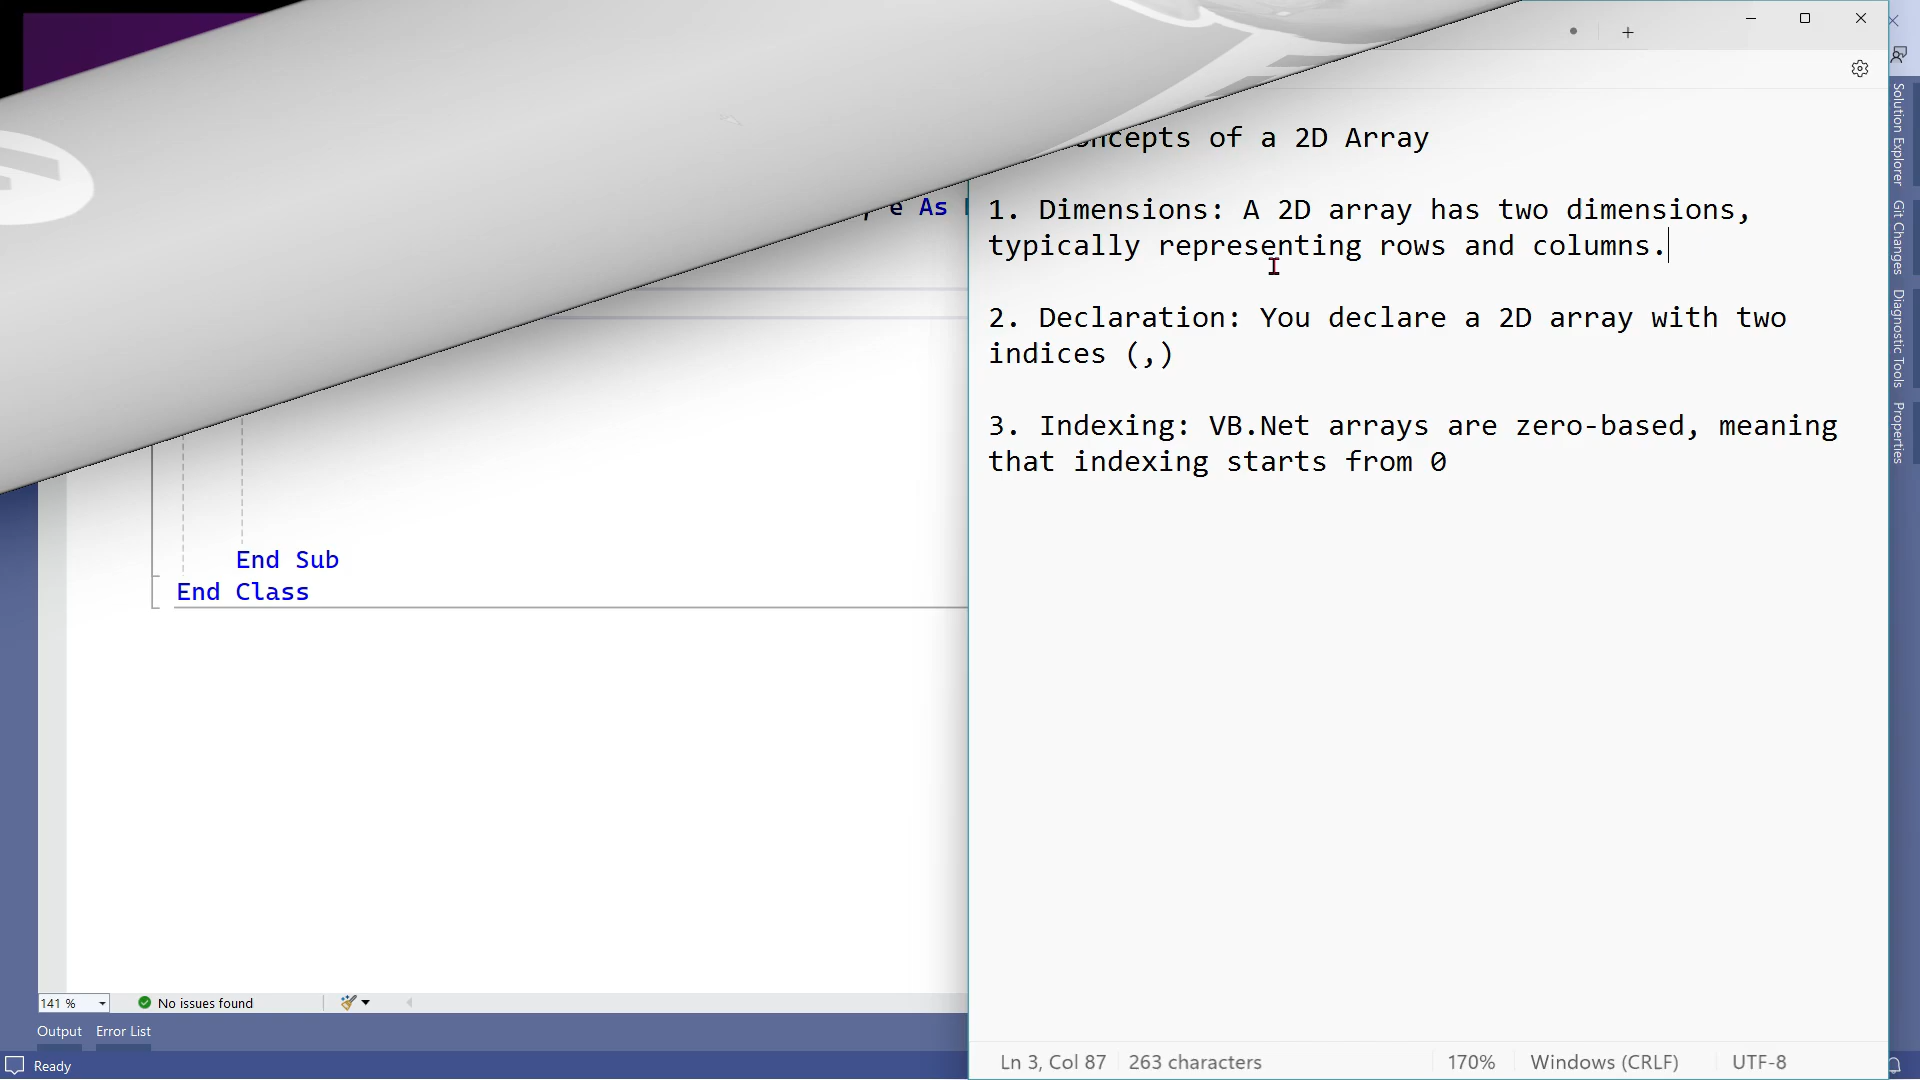 Concepts of a 2D Array
e As
1. Dimensions: A 2D array has two dimensions,
typically representing rows and columns.
2. Declaration: You declare a 2D array with two
indices (,)
3. Indexing: VB.Net arrays are zero-based, meaning
that indexing starts from 0
End Sub
End Class
Solution Explorer
Git Changes
Diagnostic Tools
Properties
141 %
No issues found
Output Error List
Ready
Ln 3, Col 87 263 characters 170% Windows (CRLF) UTF-8